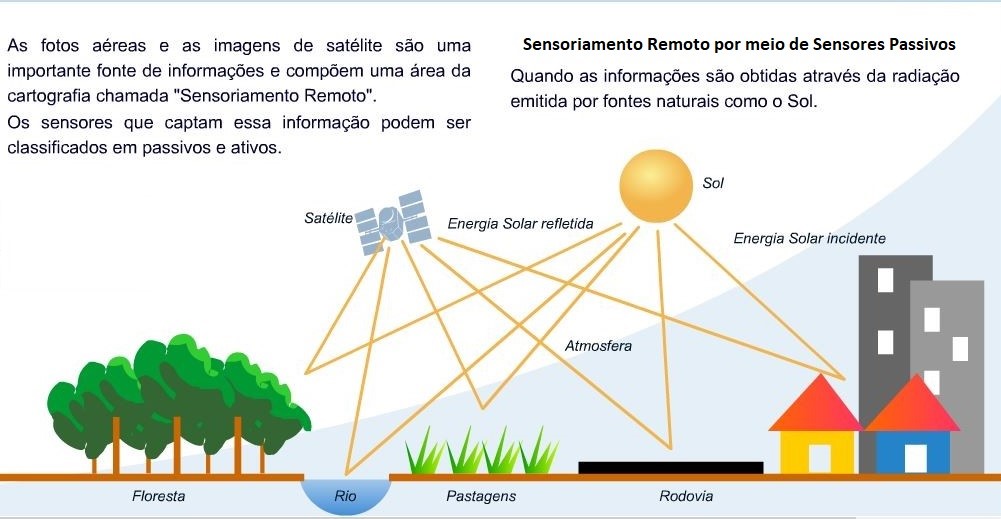 As fotos aéreas e as imagens de satélite são uma
importante fonte de informações e compõem uma área da
cartografia chamada "Sensoriamento Remoto".
Os sensores que captam essa informação podem ser
classificados em passivos e ativos.
Sensoriamento Remoto por meio de Sensores Passivos
Quando as informações são obtidas através da radiação
emitida por fontes naturais como o Sol.
Sol
Satélite
Energia Solar refletida
Energia Solar incidente
Atmosfera
Floresta
Rio
Pastagens
Rodovia